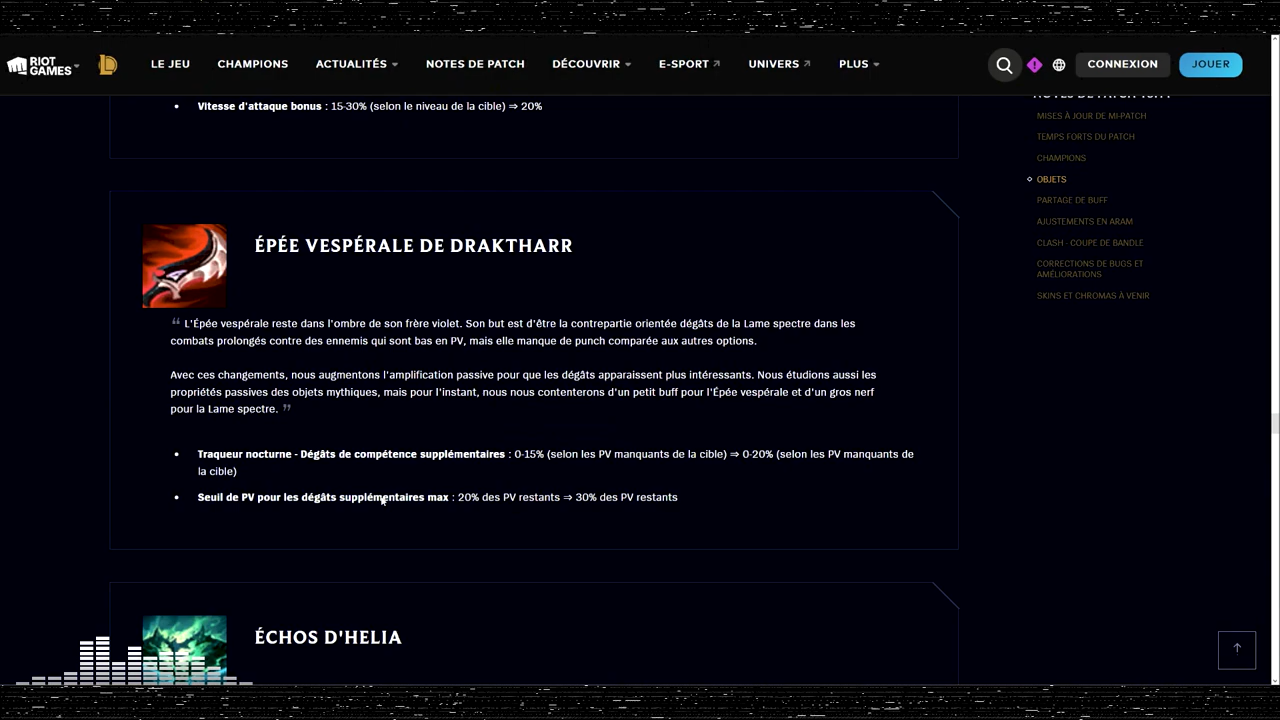 RIOT GAMES LE JEU CHAMPIONS ACTUALITÉS NOTES DE PATCH DÉCOUVRIR E-SPORT UNIVERS PLUS CONNEXION JOUER
Vitesse d'attaque bonus : 15-30% (selon le niveau de la cible) ⇒ 20%
ÉPÉE VESPÉRALE DE DRAKTHARR
“ L'Épée vespérale reste dans l'ombre de son frère violet. Son but est d'être la contrepartie orientée dégâts de la Lame spectre dans les
combats prolongés contre des ennemis qui sont bas en PV, mais elle manque de punch comparée aux autres options.
Avec ces changements, nous augmentons l'amplification passive pour que les dégâts apparaissent plus intéressants. Nous étudions aussi les
propriétés passives des objets mythiques, mais pour l'instant, nous nous contenterons d'un petit buff pour l'Épée vespérale et d'un gros nerf
pour la Lame spectre. ”
Traqueur nocturne - Dégâts de compétence supplémentaires : 0-15% (selon les PV manquants de la cible) ⇒ 0-20% (selon les PV manquants de
la cible)
Seuil de PV pour les dégâts supplémentaires max : 20% des PV restants ⇒ 30% des PV restants
ÉCHOS D'HELIA
MISES À JOUR DE MI-PATCH
TEMPS FORTS DU PATCH
CHAMPIONS
OBJETS
PARTAGE DE BUFF
AJUSTEMENTS EN ARAM
CLASH - COUPE DE BANDLE
CORRECTIONS DE BUGS ET
AMÉLIORATIONS
SKINS ET CHROMAS À VENIR